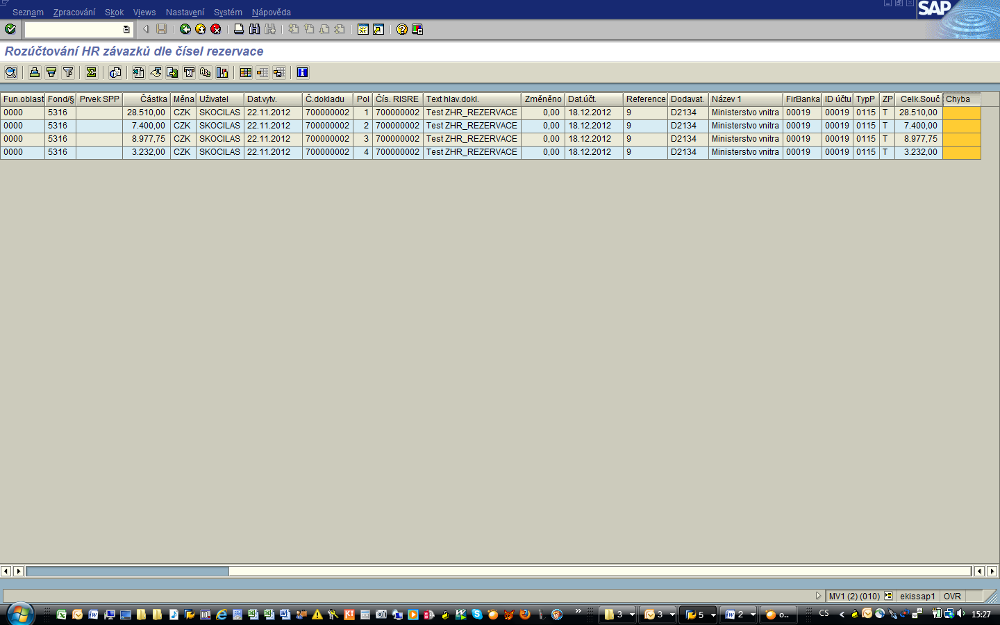 Seznam Zpracování Skok Views Nastavení Systém Nápověda
SAP
Rozúčtování HR závazků dle čísel rezervace
Fun.oblast Fond/§ Prvek SPP Částka Měna Uživatel Dat.vytv. Č.dokladu Pol Čís. RISRE Text hlav.dokl. Změněno Dat.účt. Reference Dodavat. Název 1 FirBanka ID účtu TypP ZP Celk.Souč Chyba
0000 5316 28.510,00 CZK SKOCILAS 22.11.2012 700000002 1 700000002 Test ZHR_REZERVACE 0,00 18.12.2012 9 D2134 Ministerstvo vnitra 00019 00019 0115 T 28.510,00
0000 5316 7.400,00 CZK SKOCILAS 22.11.2012 700000002 2 700000002 Test ZHR_REZERVACE 0,00 18.12.2012 9 D2134 Ministerstvo vnitra 00019 00019 0115 T 7.400,00
0000 5316 8.977,75 CZK SKOCILAS 22.11.2012 700000002 3 700000002 Test ZHR_REZERVACE 0,00 18.12.2012 9 D2134 Ministerstvo vnitra 00019 00019 0115 T 8.977,75
0000 5316 3.232,00 CZK SKOCILAS 22.11.2012 700000002 4 700000002 Test ZHR_REZERVACE 0,00 18.12.2012 9 D2134 Ministerstvo vnitra 00019 00019 0115 T 3.232,00
MV1 (2) (010) ekissap1 OVR
3 3 5 2 o.. CS 15:27